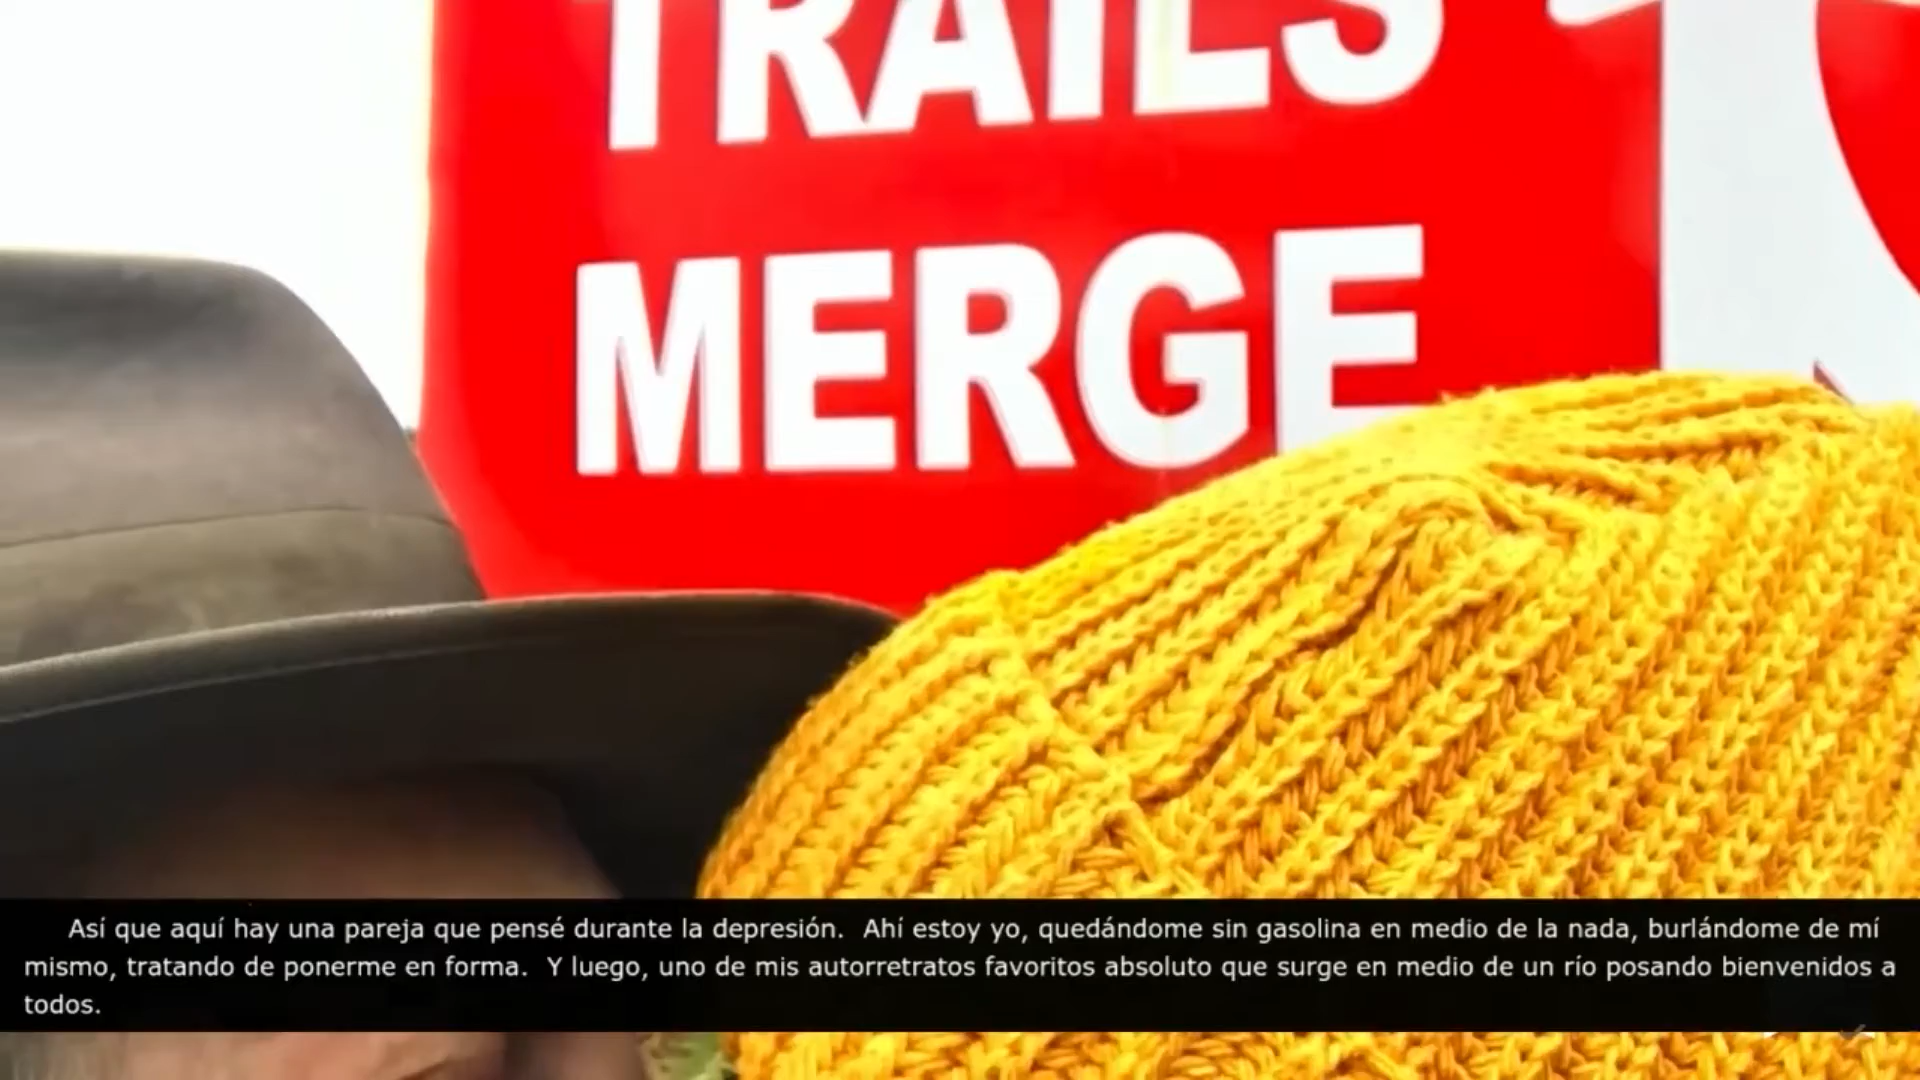 TRAILS
MERGE
Así que aquí hay una pareja que pensé durante la depresión.  Ahí estoy yo, quedándome sin gasolina en medio de la nada, burlándome de mí
mismo, tratando de ponerme en forma.  Y luego, uno de mis autorretratos favoritos absoluto que surge en medio de un río posando bienvenidos a
todos.